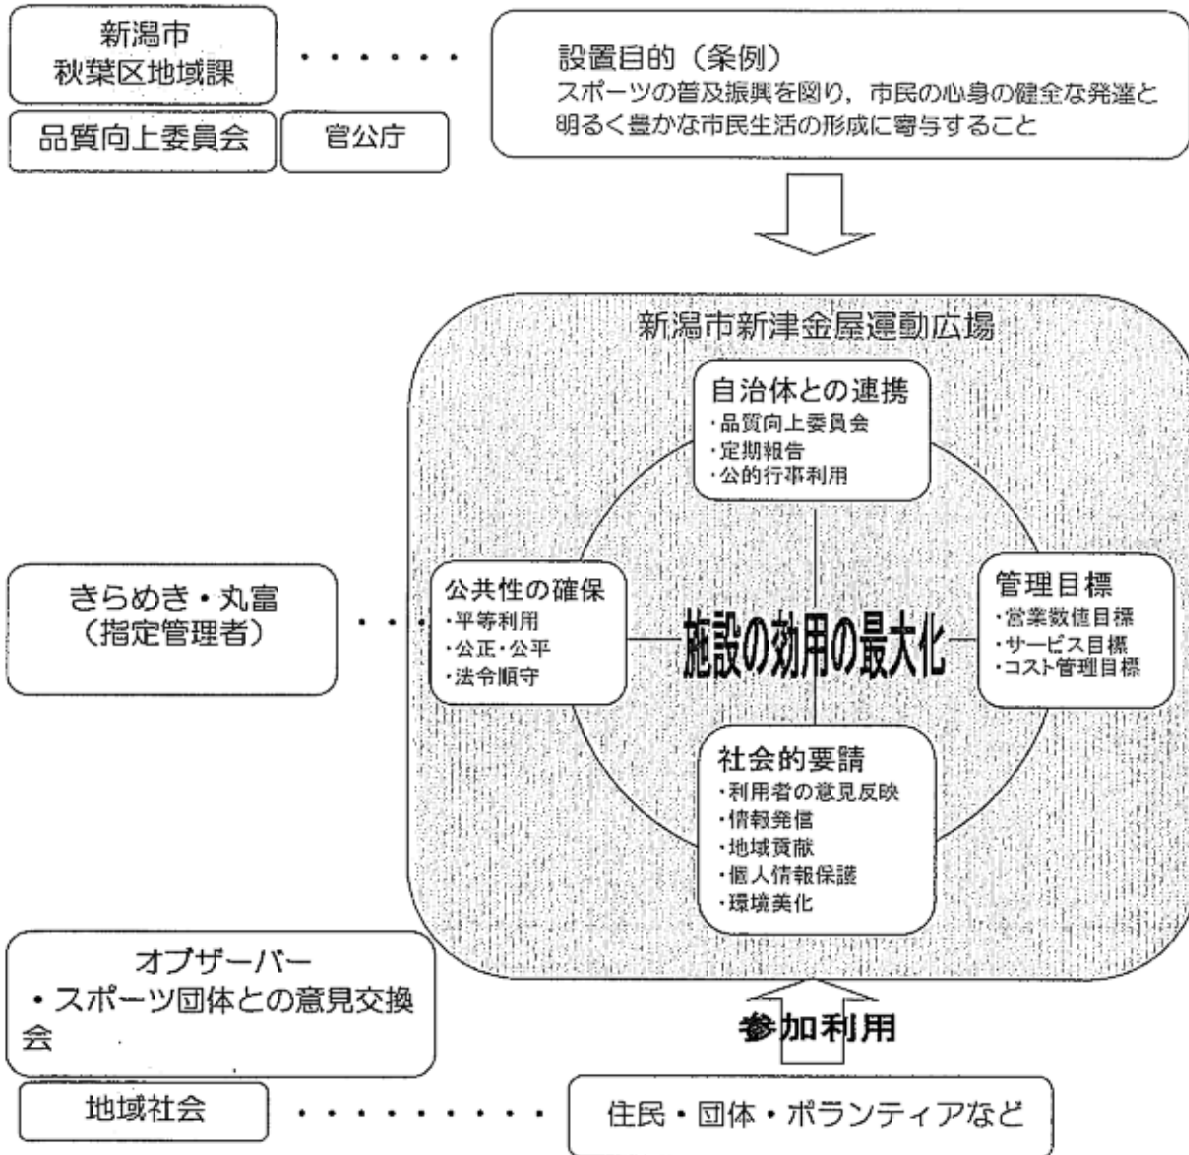 新潟市
秋葉区地域課
品質向上委員会
官公庁
設置目的（条例）
スポーツの普及振興を図り，市民の心身の健全な発達と
明るく豊かな市民生活の形成に寄与すること
新潟市新津金屋運動広場
自治体との連携
・品質向上委員会
・定期報告
・公的行事利用
公共性の確保
・平等利用
・公正・公平
・法令順守
施設の効用の最大化
管理目標
・営業数値目標
・サービス目標
・コスト管理目標
社会的要請
・利用者の意見反映
・情報発信
・地域貢献
・個人情報保護
・環境美化
きらめき・丸富
（指定管理者）
オブザーバー
・スポーツ団体との意見交換
会
地域社会
参加利用
住民・団体・ボランティアなど